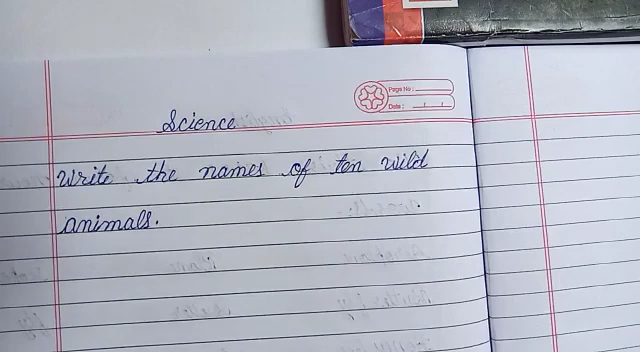 Page No :
Date :
Science
Write the names of ten wild
animals.